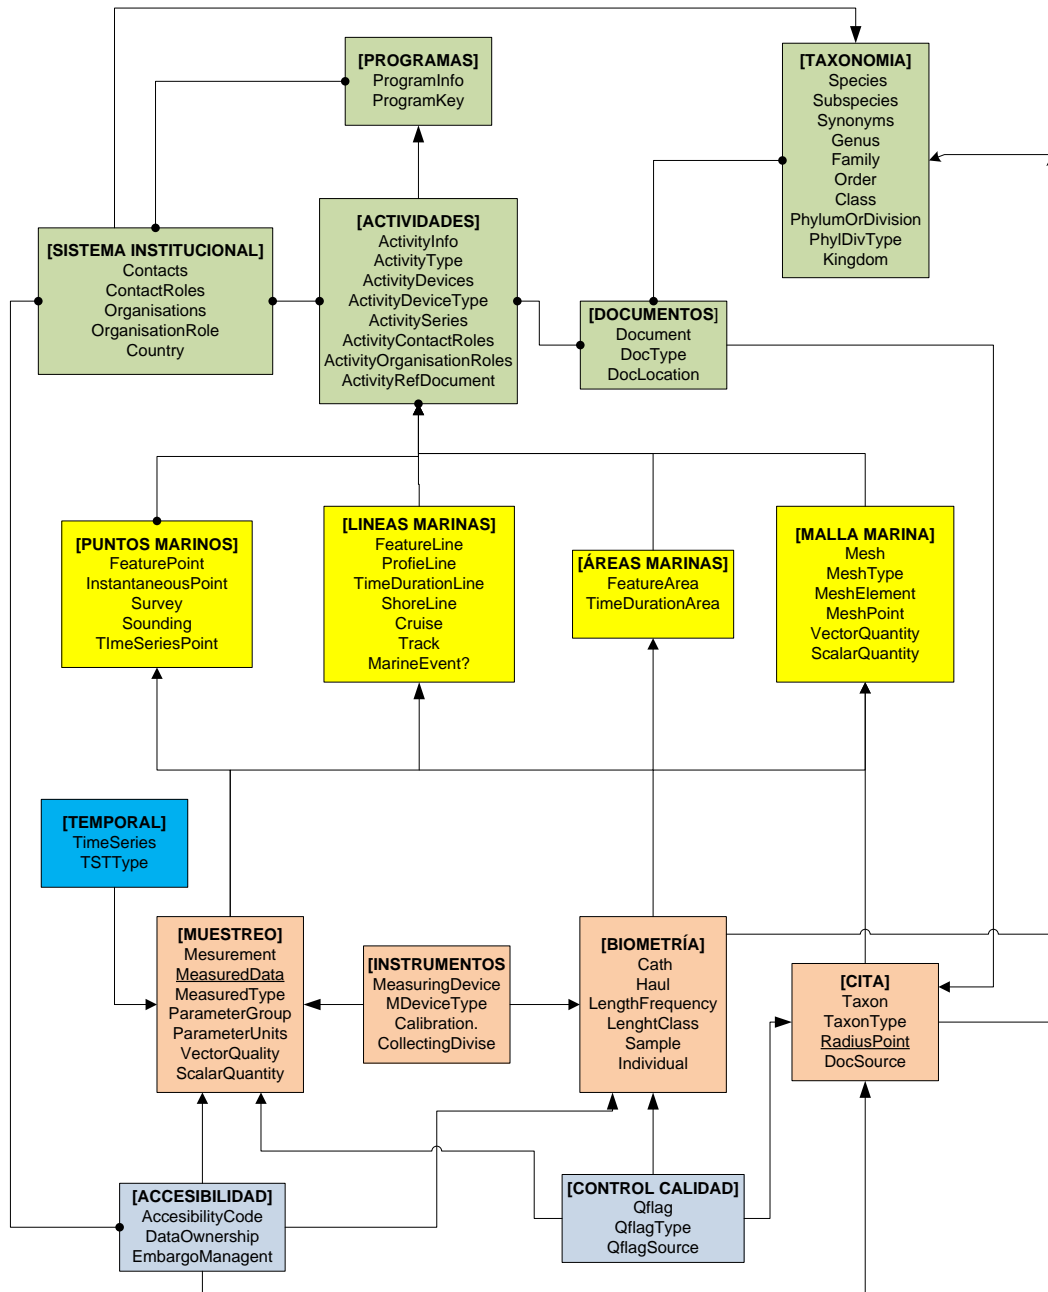 [PROGRAMAS]
ProgramInfo
ProgramKey
[TAXONOMIA]
Species
Subspecies
Synonyms
Genus
Family
Order
Class
PhylumOrDivision
PhylDivType
Kingdom
[SISTEMA INSTITUCIONAL]
Contacts
ContactRoles
Organisations
OrganisationRole
Country
[ACTIVIDADES]
ActivityInfo
ActivityType
ActivityDevices
ActivityDeviceType
ActivitySeries
ActivityContactRoles
ActivityOrganisationRoles
ActivityRefDocument
[DOCUMENTOS]
Document
DocType
DocLocation
[PUNTOS MARINOS]
FeaturePoint
InstantaneousPoint
Survey
Sounding
TImeSeriesPoint
[LINEAS MARINAS]
FeatureLine
ProfieLine
TimeDurationLine
ShoreLine
Cruise
Track
MarineEvent?
[ÁREAS MARINAS]
FeatureArea
TimeDurationArea
[MALLA MARINA]
Mesh
MeshType
MeshElement
MeshPoint
VectorQuantity
ScalarQuantity
[TEMPORAL]
TimeSeries
TSTType
[MUESTREO]
Mesurement
MeasuredData
MeasuredType
ParameterGroup
ParameterUnits
VectorQuality
ScalarQuantity
[INSTRUMENTOS
MeasuringDevice
MDeviceType
Calibration.
CollectingDivise
[BIOMETRÍA]
Cath
Haul
LengthFrequency
LenghtClass
Sample
Individual
[CITA]
Taxon
TaxonType
RadiusPoint
DocSource
[ACCESIBILIDAD]
AccesibilityCode
DataOwnership
EmbargoManagent
[CONTROL CALIDAD]
Qflag
QflagType
QflagSource